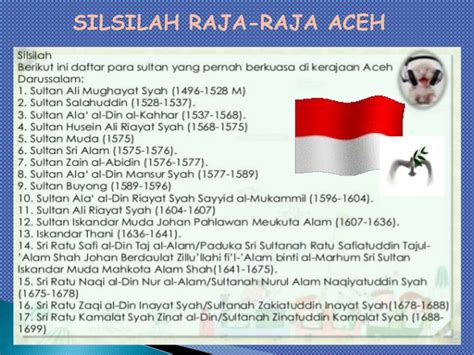 SILSILAH RAJA-RAJA ACEH
Silsilah
Berikut ini daftar para sultan yang pernah berkuasa di kerajaan Aceh
Darussalam:
1. Sultan Ali Mughayat Syah (1496-1528 M)
2. Sultan Salahuddin (1528-1537).
3. Sultan Ala' al-Din al-Kahhar (1537-1568).
4. Sultan Husein Ali Riayat Syah (1568-1575)
5. Sultan Muda (1575)
6. Sultan Sri Alam (1575-1576).
7. Sultan Zain al-Abidin (1576-1577).
8. Sultan Ala' al-Din Mansur Syah (1577-1589)
9. Sultan Buyong (1589-1596)
10. Sultan Ala' al-Din Riayat Syah Sayyid al-Mukammil (1596-1604).
11. Sultan Ali Riayat Syah (1604-1607)
12. Sultan Iskandar Muda Johan Pahlawan Meukuta Alam (1607-1636).
13. Iskandar Thani (1636-1641).
14. Sri Ratu Safi al-Din Taj al-Alam/Paduka Sri Sultanah Ratu Safiatuddin Tajul-
'Alam Shah Johan Berdaulat Zillu'llahi fi'l-'Alam binti al-Marhum Sri Sultan
Iskandar Muda Mahkota Alam Shah(1641-1675).
15. Sri Ratu Naqi al-Din Nur al-Alam/Sultanah Nurul Alam Naqiyatuddin Syah
(1675-1678)
16. Sri Ratu Zaqi al-Din Inayat Syah/Sultanah Zakiatuddin Inayat Syah(1678-1688)
17. Sri Ratu Kamalat Syah Zinat al-Din/Sultanah Zinatuddin Kamalat Syah (1688-
1699)